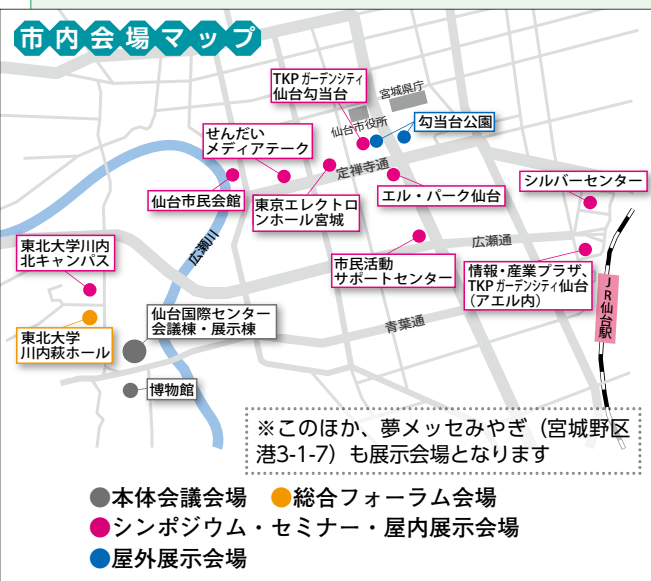 市内会場マップ
TKPガーデンシティ
仙台勾当台
宮城県庁
仙台市役所
勾当台公園
せんだい
メディアテーク
定禅寺通
仙台市民会館
東京エレクトロ
ンホール宮城
エル・パーク仙台
シルバーセンター
東北大学川内
北キャンパス
広瀬川
広瀬通
市民活動
サポートセンター
情報・産業プラザ、
TKPガーデンシティ仙台
（アエル内）
JR仙台駅
仙台国際センター
会議棟・展示棟
青葉通
東北大学
川内萩ホール
博物館
※このほか、夢メッセみやぎ（宮城野区
港3-1-7）も展示会場となります
●本体会議会場 ●総合フォーラム会場
●シンポジウム・セミナー・屋内展示会場
●屋外展示会場